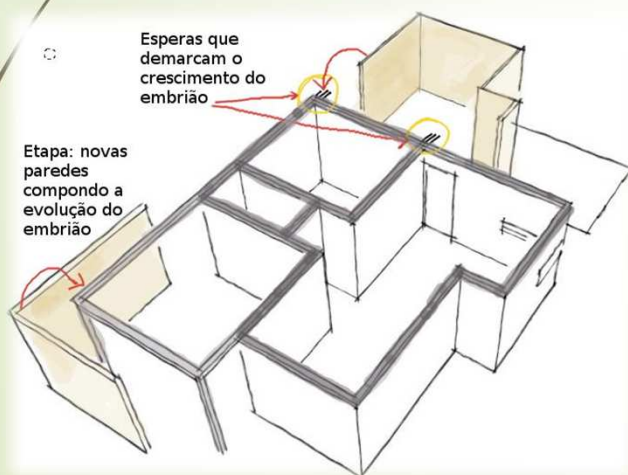 Esperas que
demarcam o
crescimento do
embrião
Etapa: novas
paredes
compondo a
evolução do
embrião